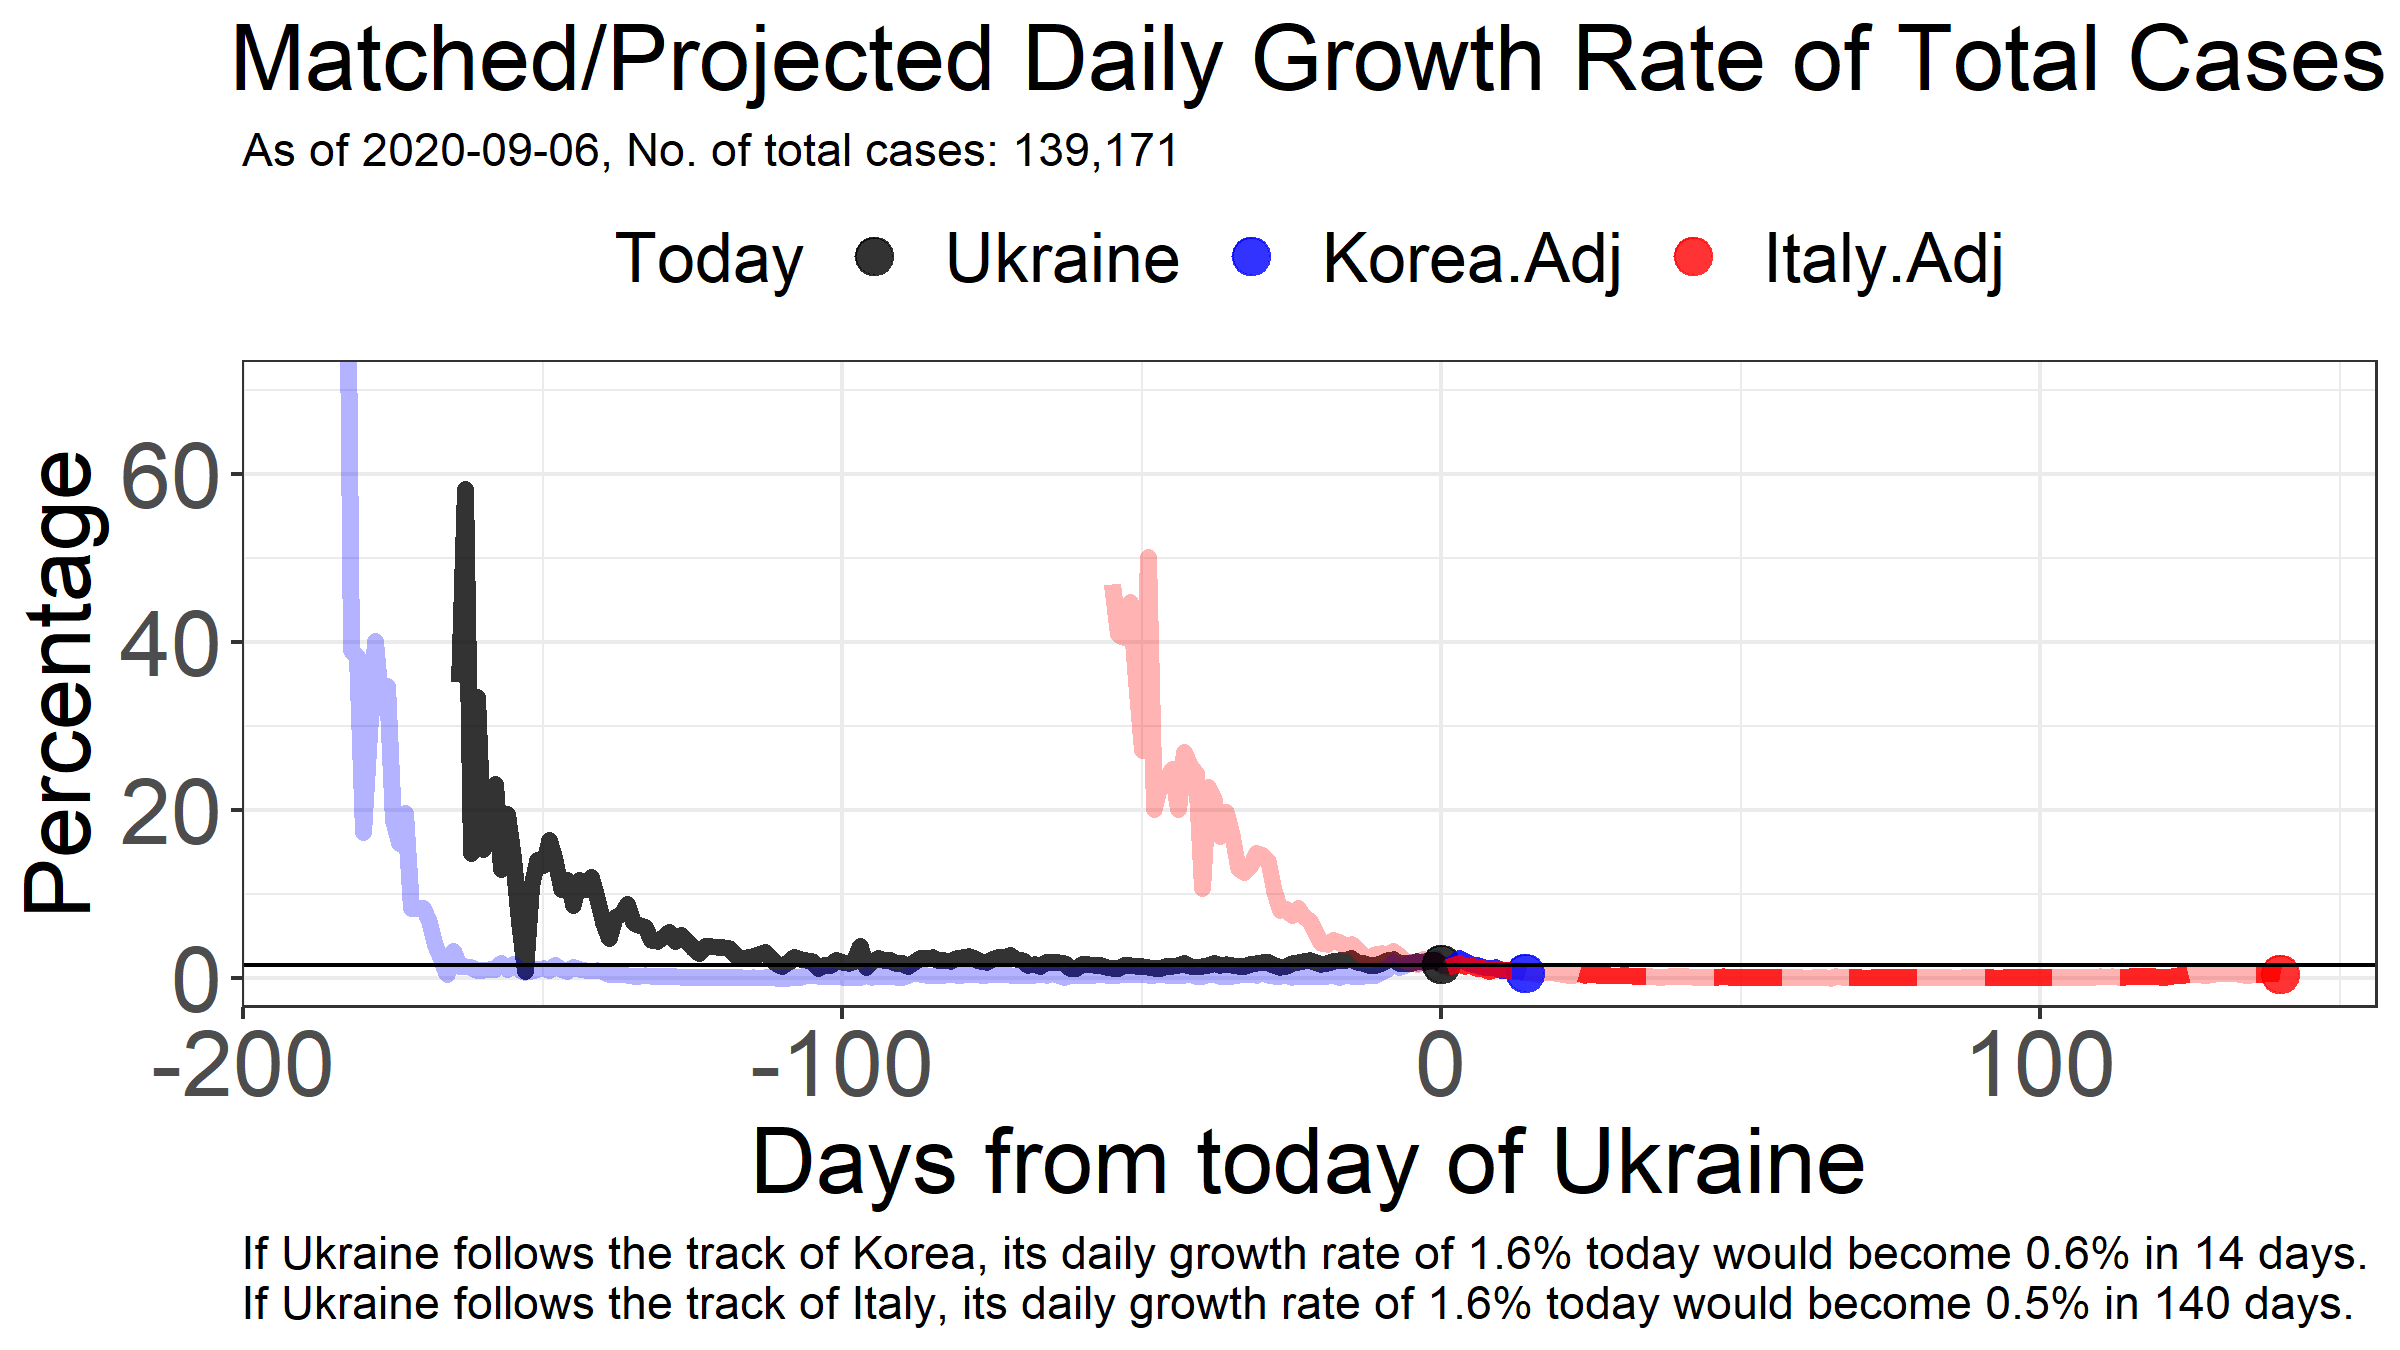 Matched/Projected Daily Growth Rate of Total Cases
As of 2020-09-06, No. of total cases: 139,171
Today Ukraine Korea.Adj Italy.Adj
Percentage
60
40
20
0
-200 -100 0 100
Days from today of Ukraine
If Ukraine follows the track of Korea, its daily growth rate of 1.6% today would become 0.6% in 14 days.
If Ukraine follows the track of Italy, its daily growth rate of 1.6% today would become 0.5% in 140 days.